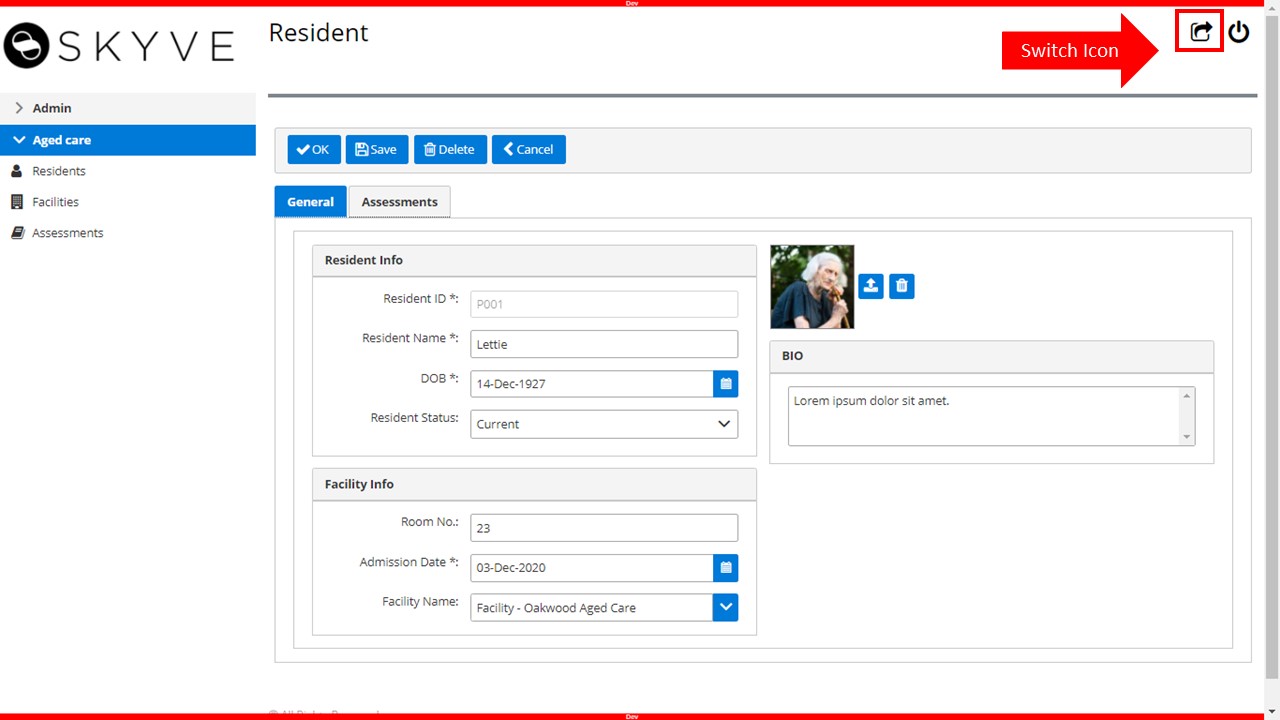 Dev
SKYVE
Resident
Switch Icon
Admin
Aged care
Residents
Facilities
Assessments
OK Save Delete Cancel
General Assessments
Resident Info
Resident ID *: P001
Resident Name *: Lettie
DOB *: 14-Dec-1927
Resident Status: Current
Facility Info
Room No.: 23
Admission Date *: 03-Dec-2020
Facility Name: Facility - Oakwood Aged Care
BIO
Lorem ipsum dolor sit amet.
Dev